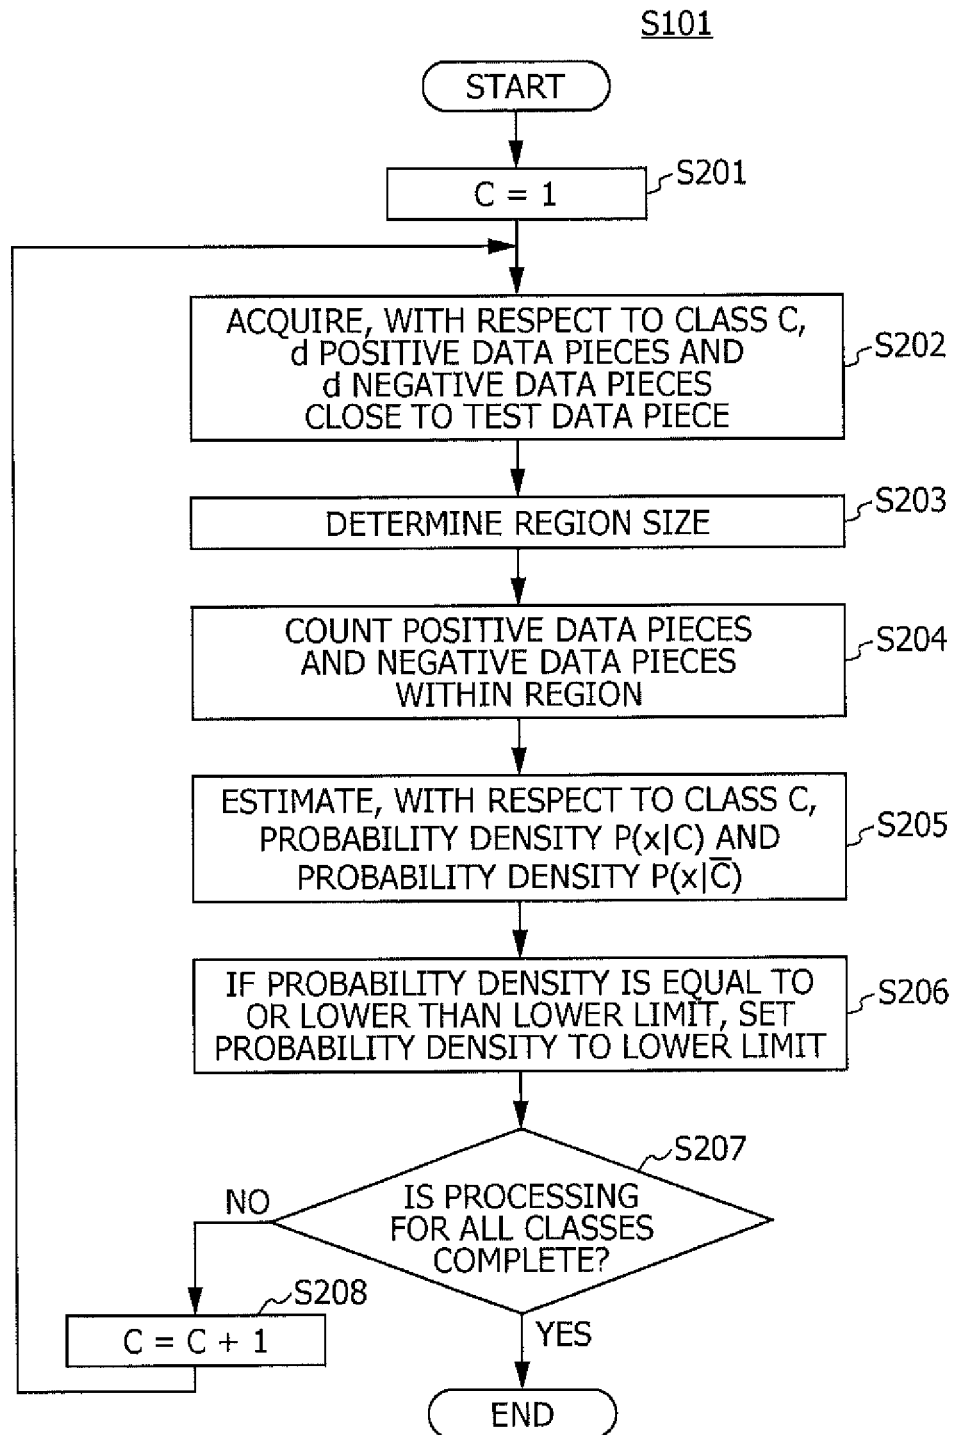 S101
START
C = 1
S201
ACQUIRE, WITH RESPECT TO CLASS C,
d POSITIVE DATA PIECES AND
d NEGATIVE DATA PIECES
CLOSE TO TEST DATA PIECE
S202
DETERMINE REGION SIZE
S203
COUNT POSITIVE DATA PIECES
AND NEGATIVE DATA PIECES
WITHIN REGION
S204
ESTIMATE, WITH RESPECT TO CLASS C,
PROBABILITY DENSITY P(x|C) AND
PROBABILITY DENSITY P(x|C̅)
S205
IF PROBABILITY DENSITY IS EQUAL TO
OR LOWER THAN LOWER LIMIT, SET
PROBABILITY DENSITY TO LOWER LIMIT
S206
S207
IS PROCESSING
FOR ALL CLASSES
COMPLETE?
NO
S208
C = C + 1
YES
END